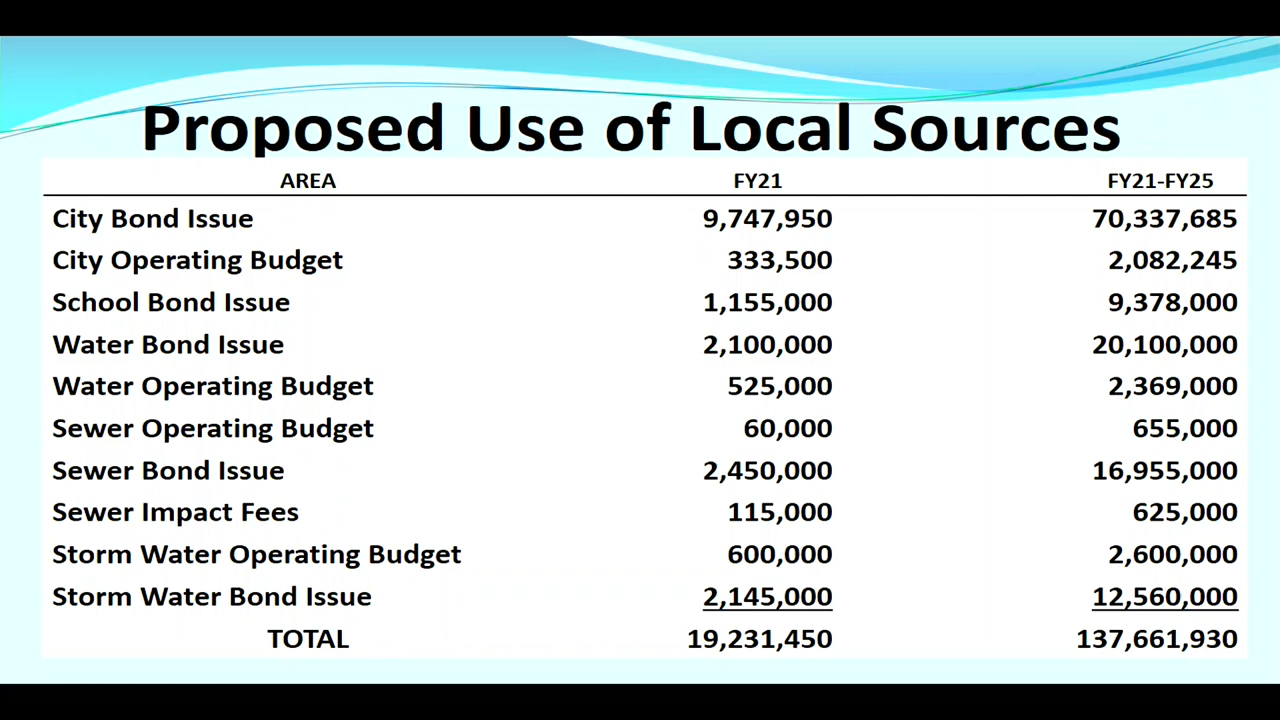 Proposed Use of Local Sources
AREA FY21 FY21-FY25
City Bond Issue 9,747,950 70,337,685
City Operating Budget 333,500 2,082,245
School Bond Issue 1,155,000 9,378,000
Water Bond Issue 2,100,000 20,100,000
Water Operating Budget 525,000 2,369,000
Sewer Operating Budget 60,000 655,000
Sewer Bond Issue 2,450,000 16,955,000
Sewer Impact Fees 115,000 625,000
Storm Water Operating Budget 600,000 2,600,000
Storm Water Bond Issue 2,145,000 12,560,000
TOTAL 19,231,450 137,661,930